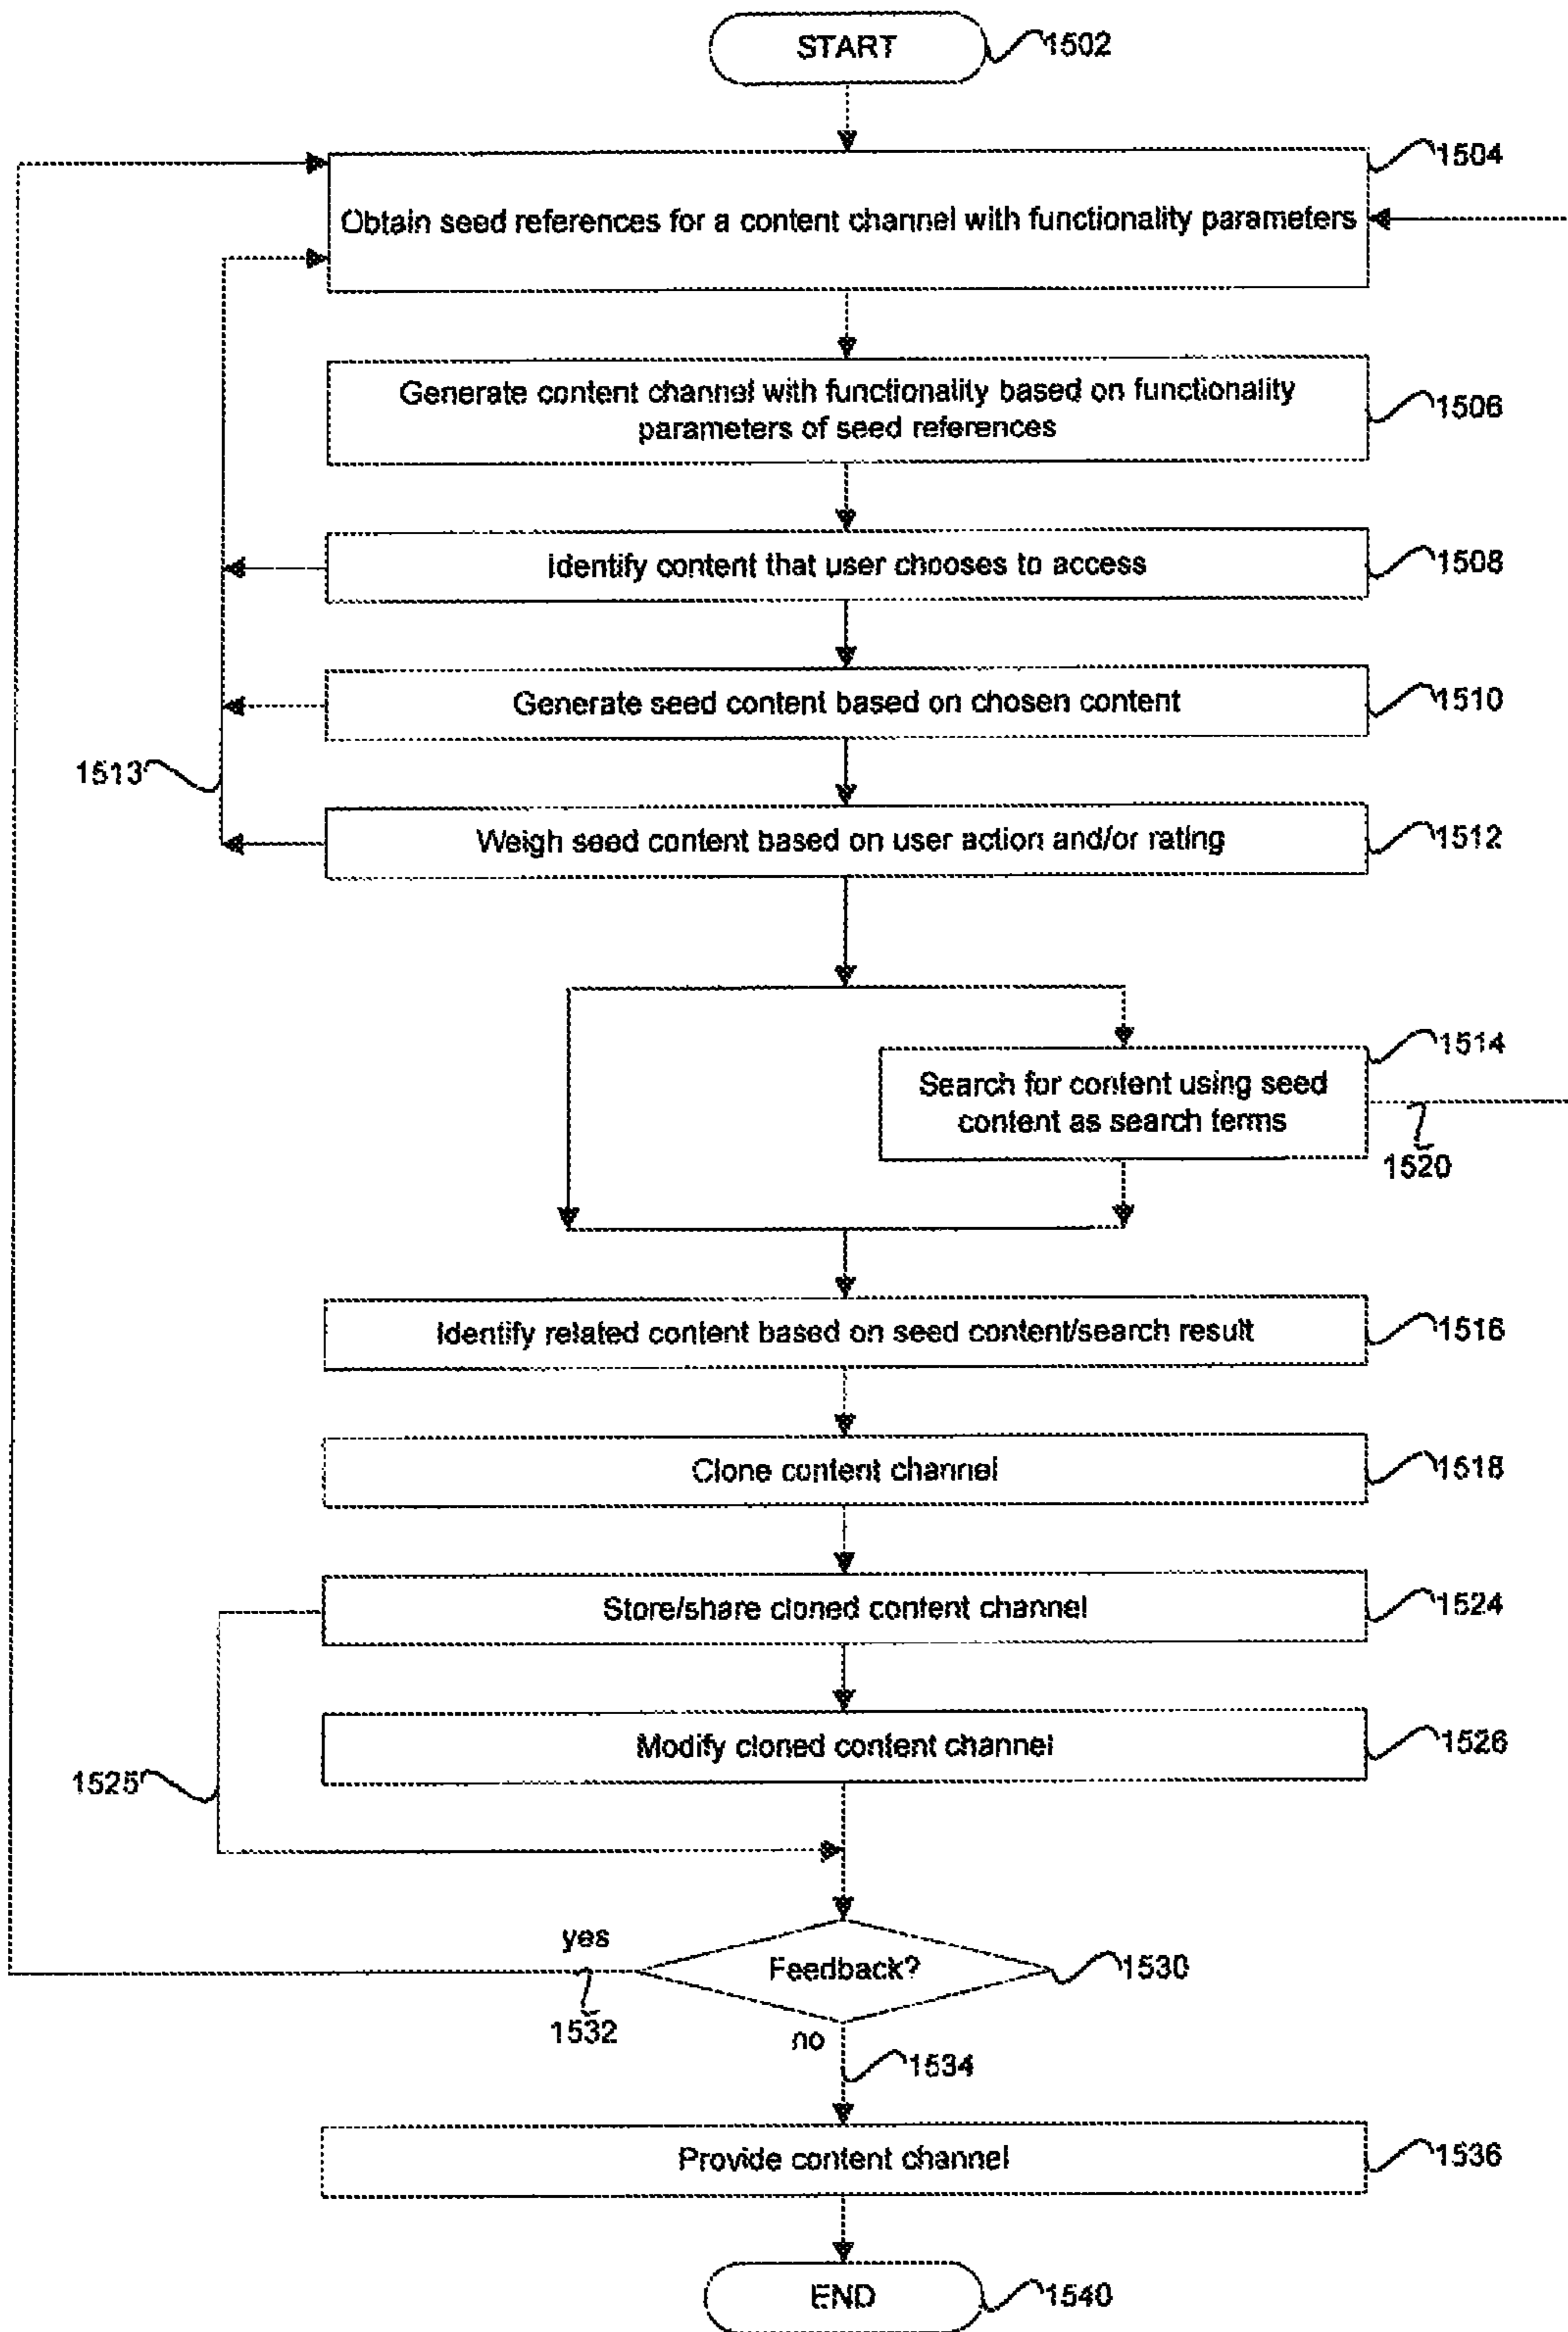 START
1502
1504
Obtain seed references for a content channel with functionality parameters
Generate content channel with functionality based on functionality
parameters of seed references
1506
Identify content that user chooses to access
1508
Generate seed content based on chosen content
1510
1513
Weigh seed content based on user action and/or rating
1512
1514
Search for content using seed
content as search terms
1520
Identify related content based on seed content/search result
1516
Clone content channel
1518
Store/share cloned content channel
1524
Modify cloned content channel
1526
1525
yes
Feedback?
1530
1532
no
1534
Provide content channel
1536
END
1540